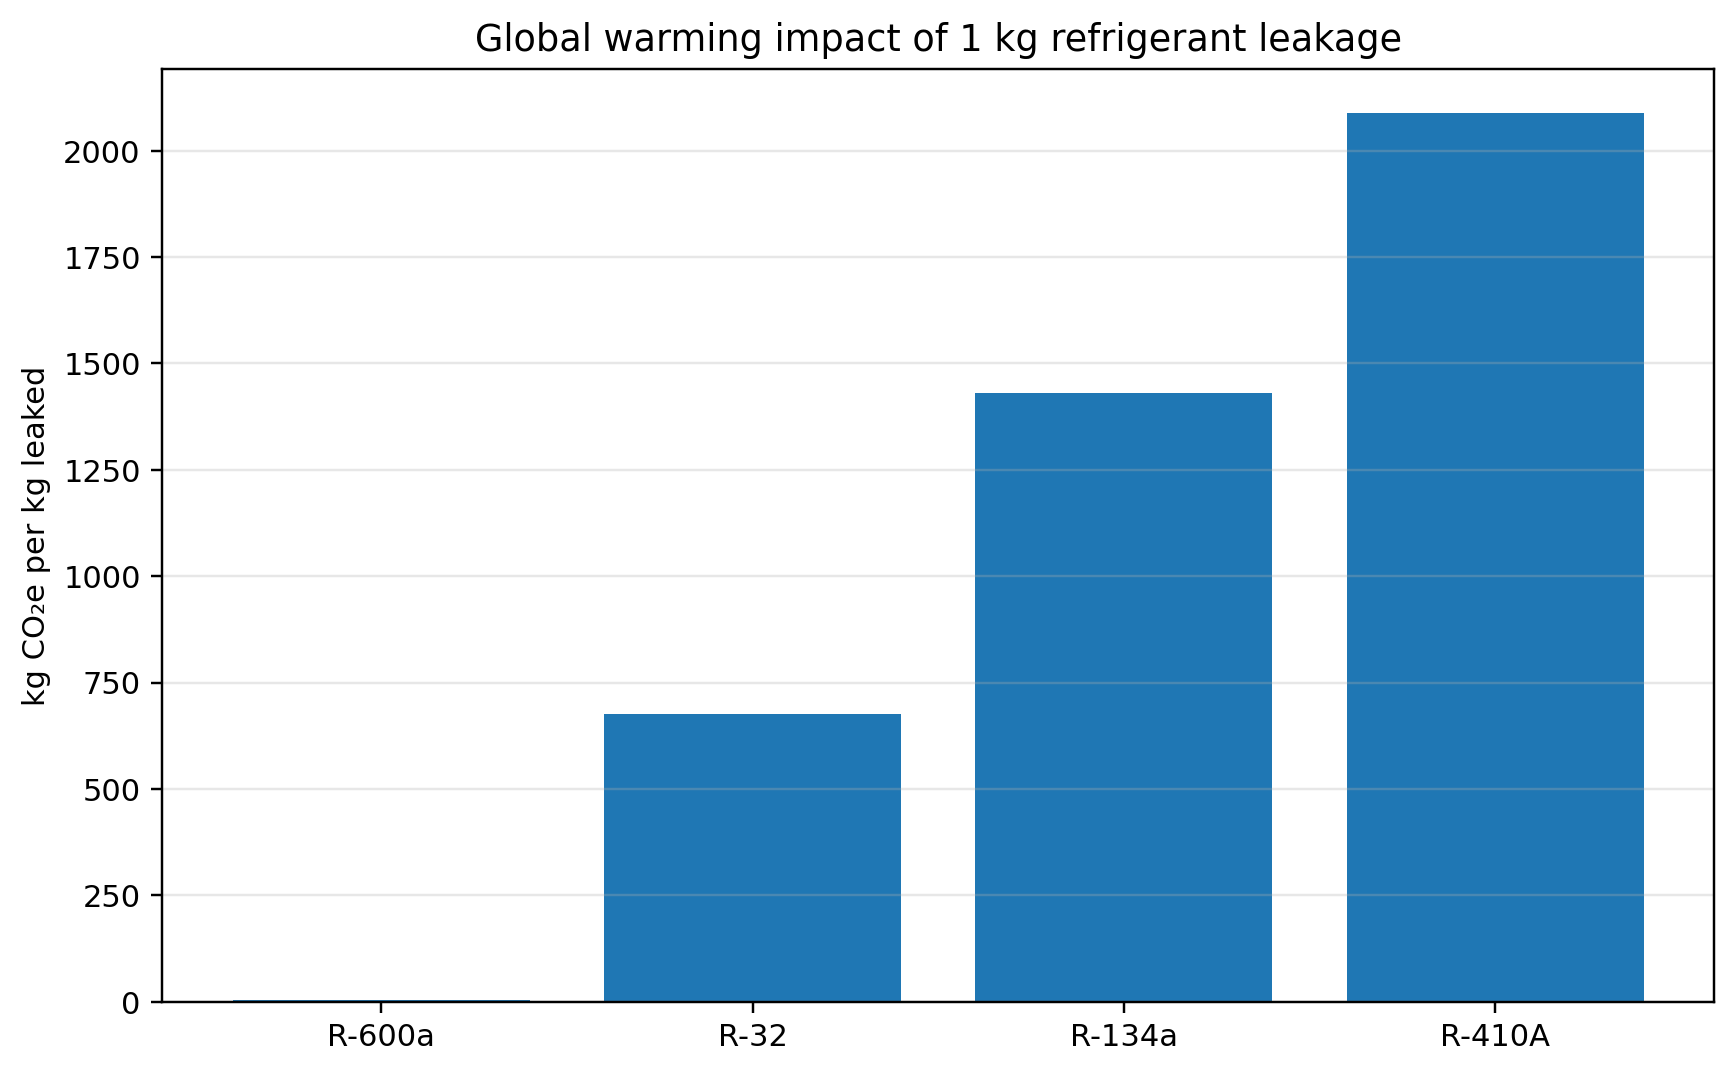 Global warming impact of 1 kg refrigerant leakage
kg CO₂e per kg leaked
2000
1750
1500
1250
1000
750
500
250
0
R-600a
R-32
R-134a
R-410A